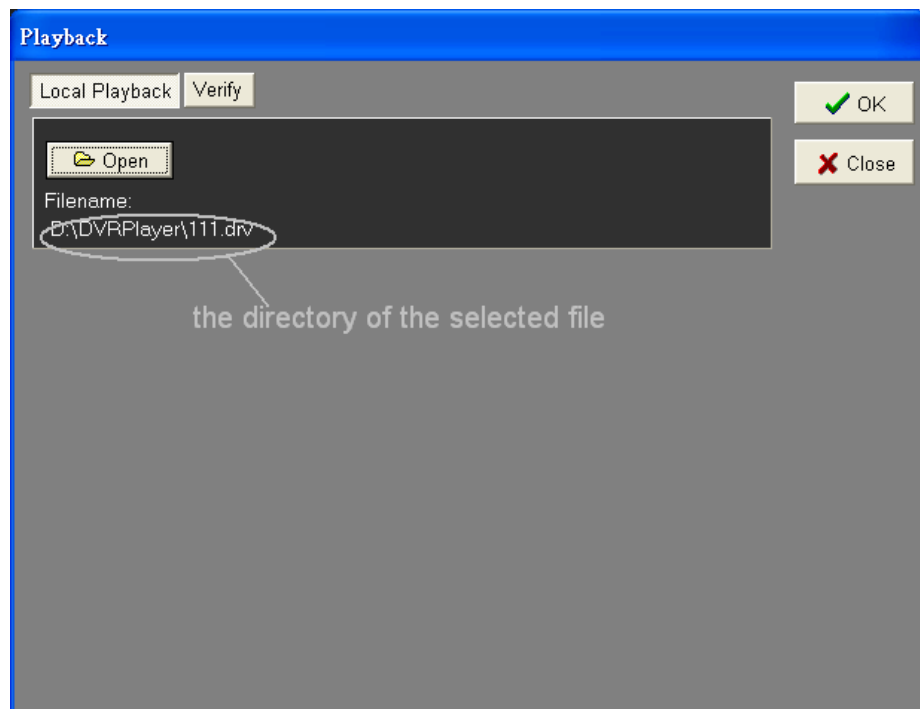 Playback
Local Playback Verify
OK
Open
Close
Filename:
D:\DVRPlayer\111.drv
the directory of the selected file